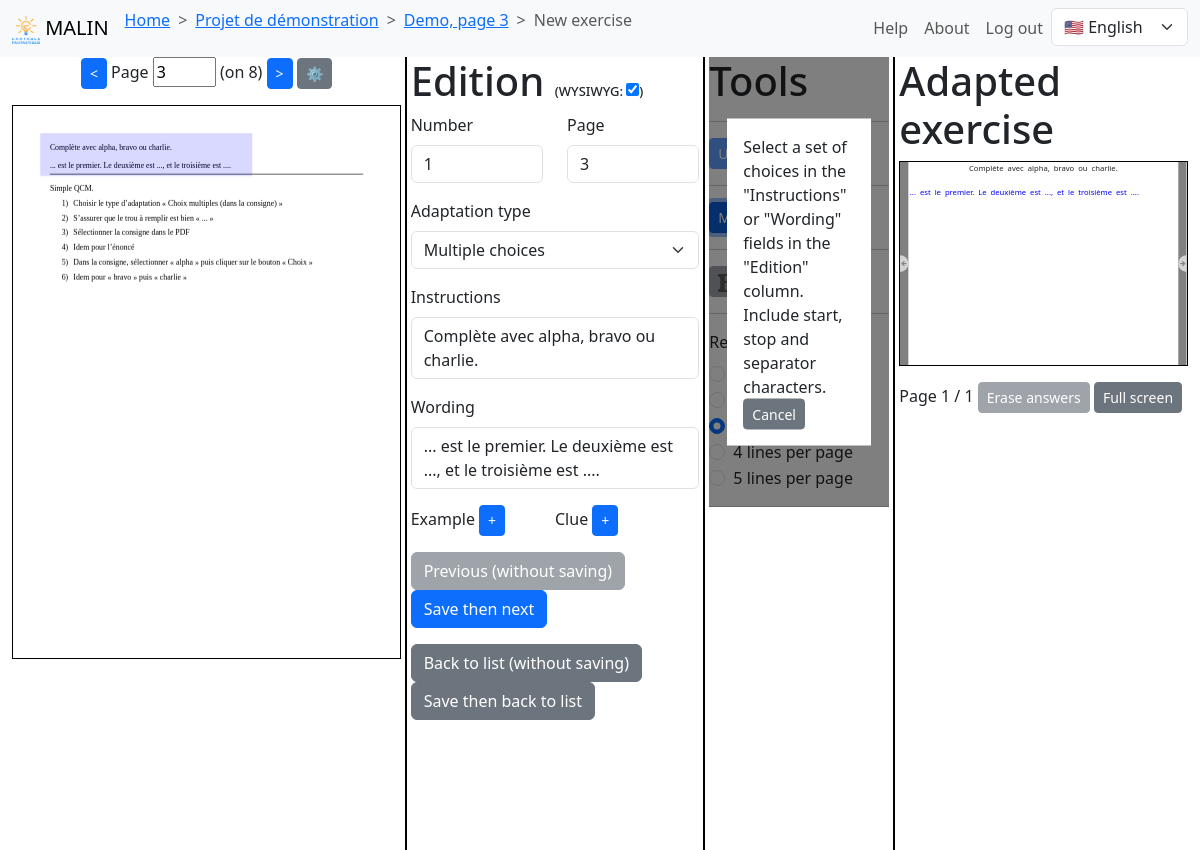 MALIN
Home > Projet de démonstration > Demo, page 3 > New exercise
Help About Log out 🇺🇸 English
< Page 3 (on 8) > ⚙️
Complète avec alpha, bravo ou charlie.
... est le premier. Le deuxième est ..., et le troisième est ....
Simple QCM.
1) Choisir le type d'adaptation « Choix multiples (dans la consigne) »
2) S'assurer que le trou à remplir est bien « ... »
3) Sélectionner la consigne dans le PDF
4) Idem pour l'énoncé
5) Dans la consigne, sélectionner « alpha » puis cliquer sur le bouton « Choix »
6) Idem pour « bravo » puis « charlie »
Edition (WYSIWYG: )
Number Page
1 3
Adaptation type
Multiple choices
Instructions
Complète avec alpha, bravo ou
charlie.
Wording
... est le premier. Le deuxième est
..., et le troisième est ....
Example + Clue +
Previous (without saving)
Save then next
Back to list (without saving)
Save then back to list
Tools
Select a set of
choices in the
"Instructions"
or "Wording"
fields in the
"Edition"
column.
Include start,
stop and
separator
characters.
Cancel
4 lines per page
5 lines per page
Adapted
exercise
Complète avec alpha, bravo ou charlie.
... est le premier. Le deuxième est ..., et le troisième est ....
Page 1 / 1 Erase answers Full screen